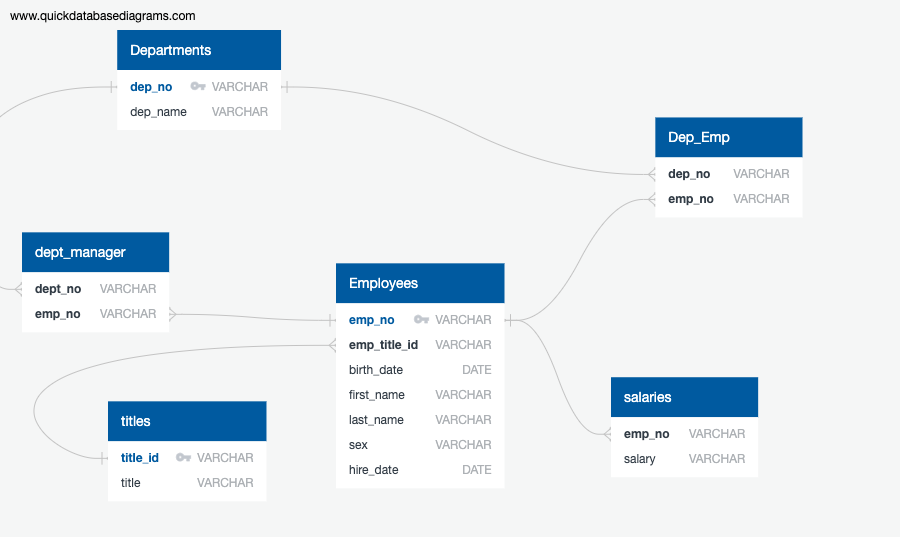 www.quickdatabasediagrams.com
Departments
dep_no VARCHAR
dep_name VARCHAR
Dep_Emp
dep_no VARCHAR
emp_no VARCHAR
dept_manager
dept_no VARCHAR
emp_no VARCHAR
Employees
emp_no VARCHAR
emp_title_id VARCHAR
birth_date DATE
first_name VARCHAR
last_name VARCHAR
sex VARCHAR
hire_date DATE
titles
title_id VARCHAR
title VARCHAR
salaries
emp_no VARCHAR
salary VARCHAR